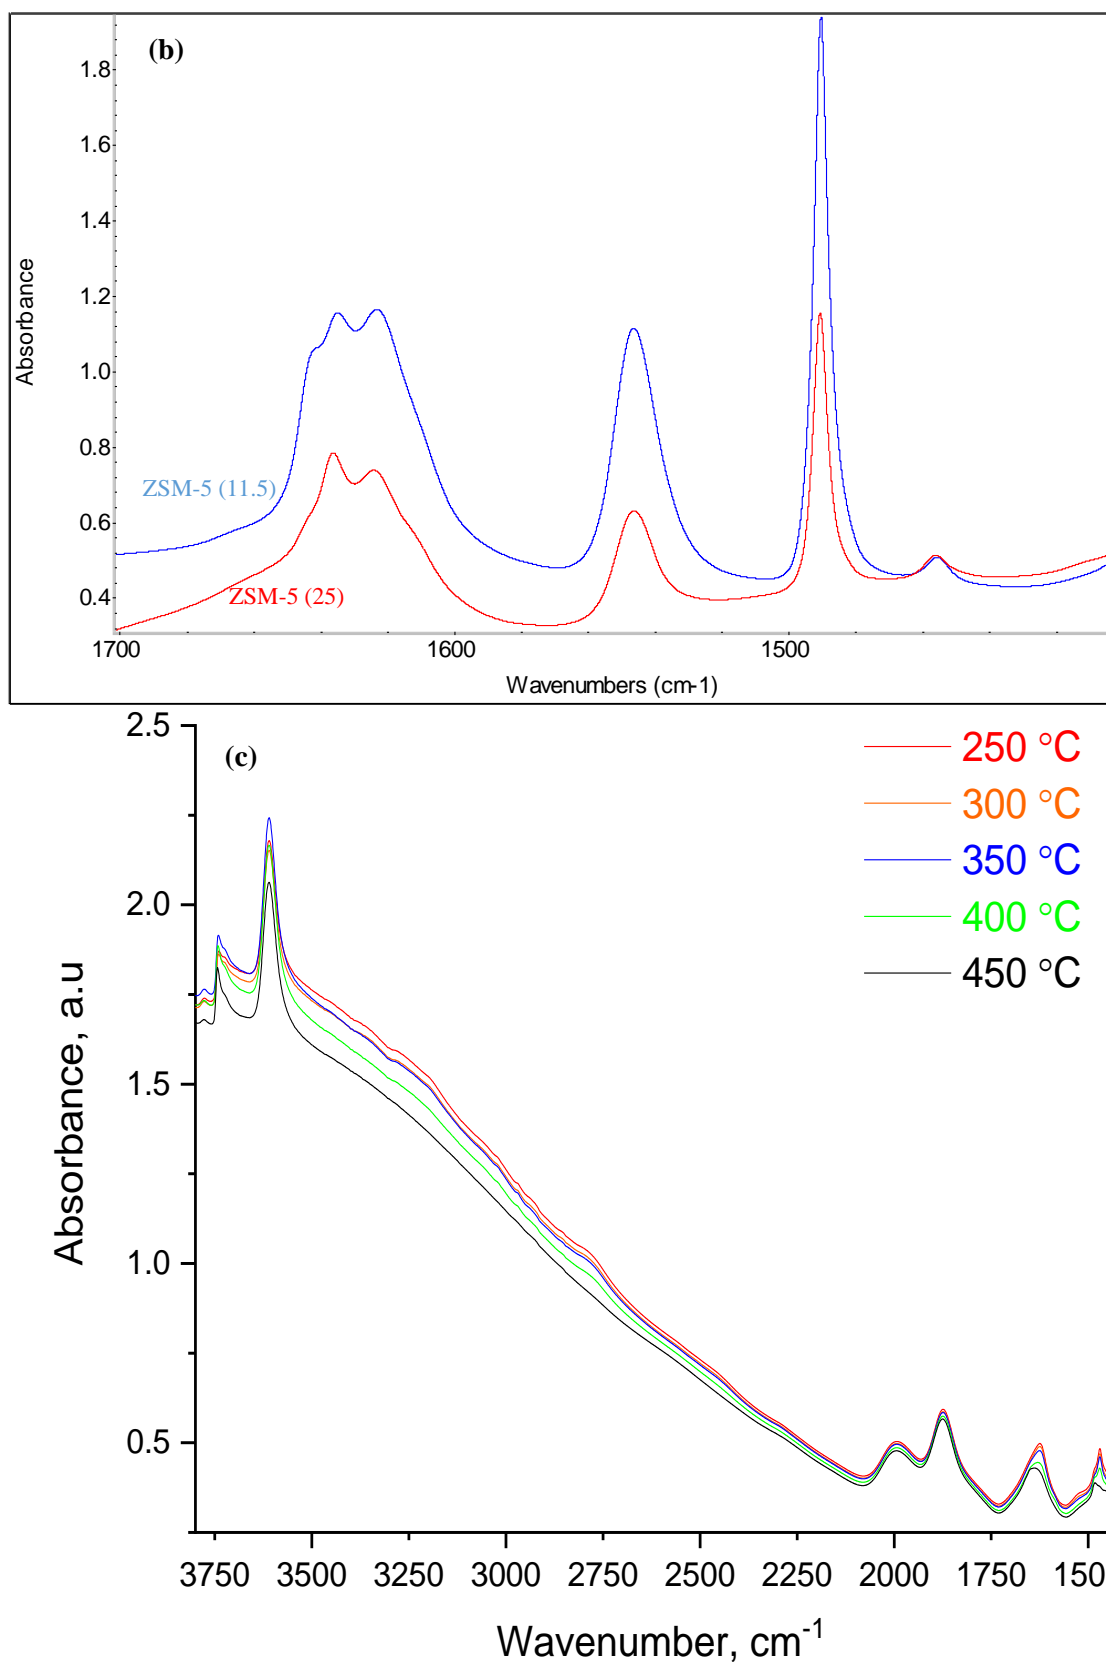 (b)
1.8
1.6
1.4
1.2
1.0
0.8
0.6
0.4
Absorbance
ZSM-5 (11.5)
ZSM-5 (25)
1700 1600 1500
Wavenumbers (cm-1)
(c)
2.5
2.0
1.5
1.0
0.5
Absorbance, a.u
250 °C
300 °C
350 °C
400 °C
450 °C
3750 3500 3250 3000 2750 2500 2250 2000 1750 150
Wavenumber, cm-1